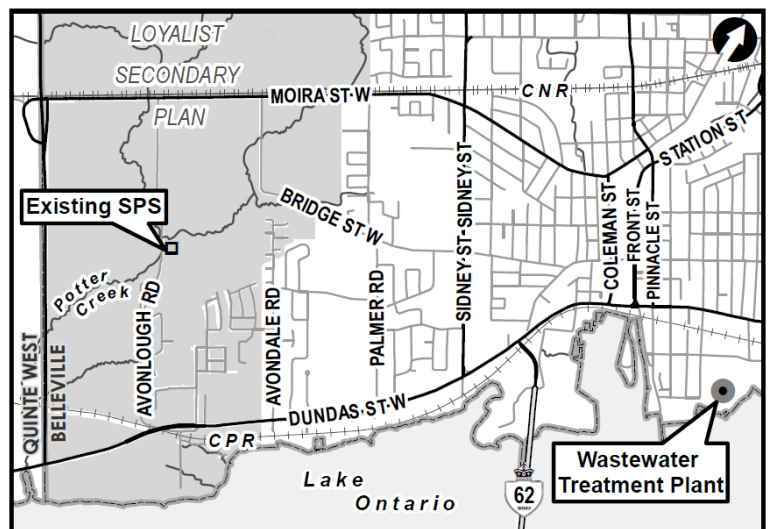 LOYALIST
SECONDARY
PLAN
MOIRA ST W
CNR
STATION ST
Existing SPS
BRIDGE ST W
SIDNEY ST
SIDNEY ST
COLEMAN ST
FRONT ST
PINNACLE ST
Potter
Creek
AVONLOUGH RD
AVONDALE RD
PALMER RD
QUINTE WEST
BELLEVILLE
DUNDAS ST W
CPR
Lake
Ontario
62
ONTARIO
Wastewater
Treatment Plant